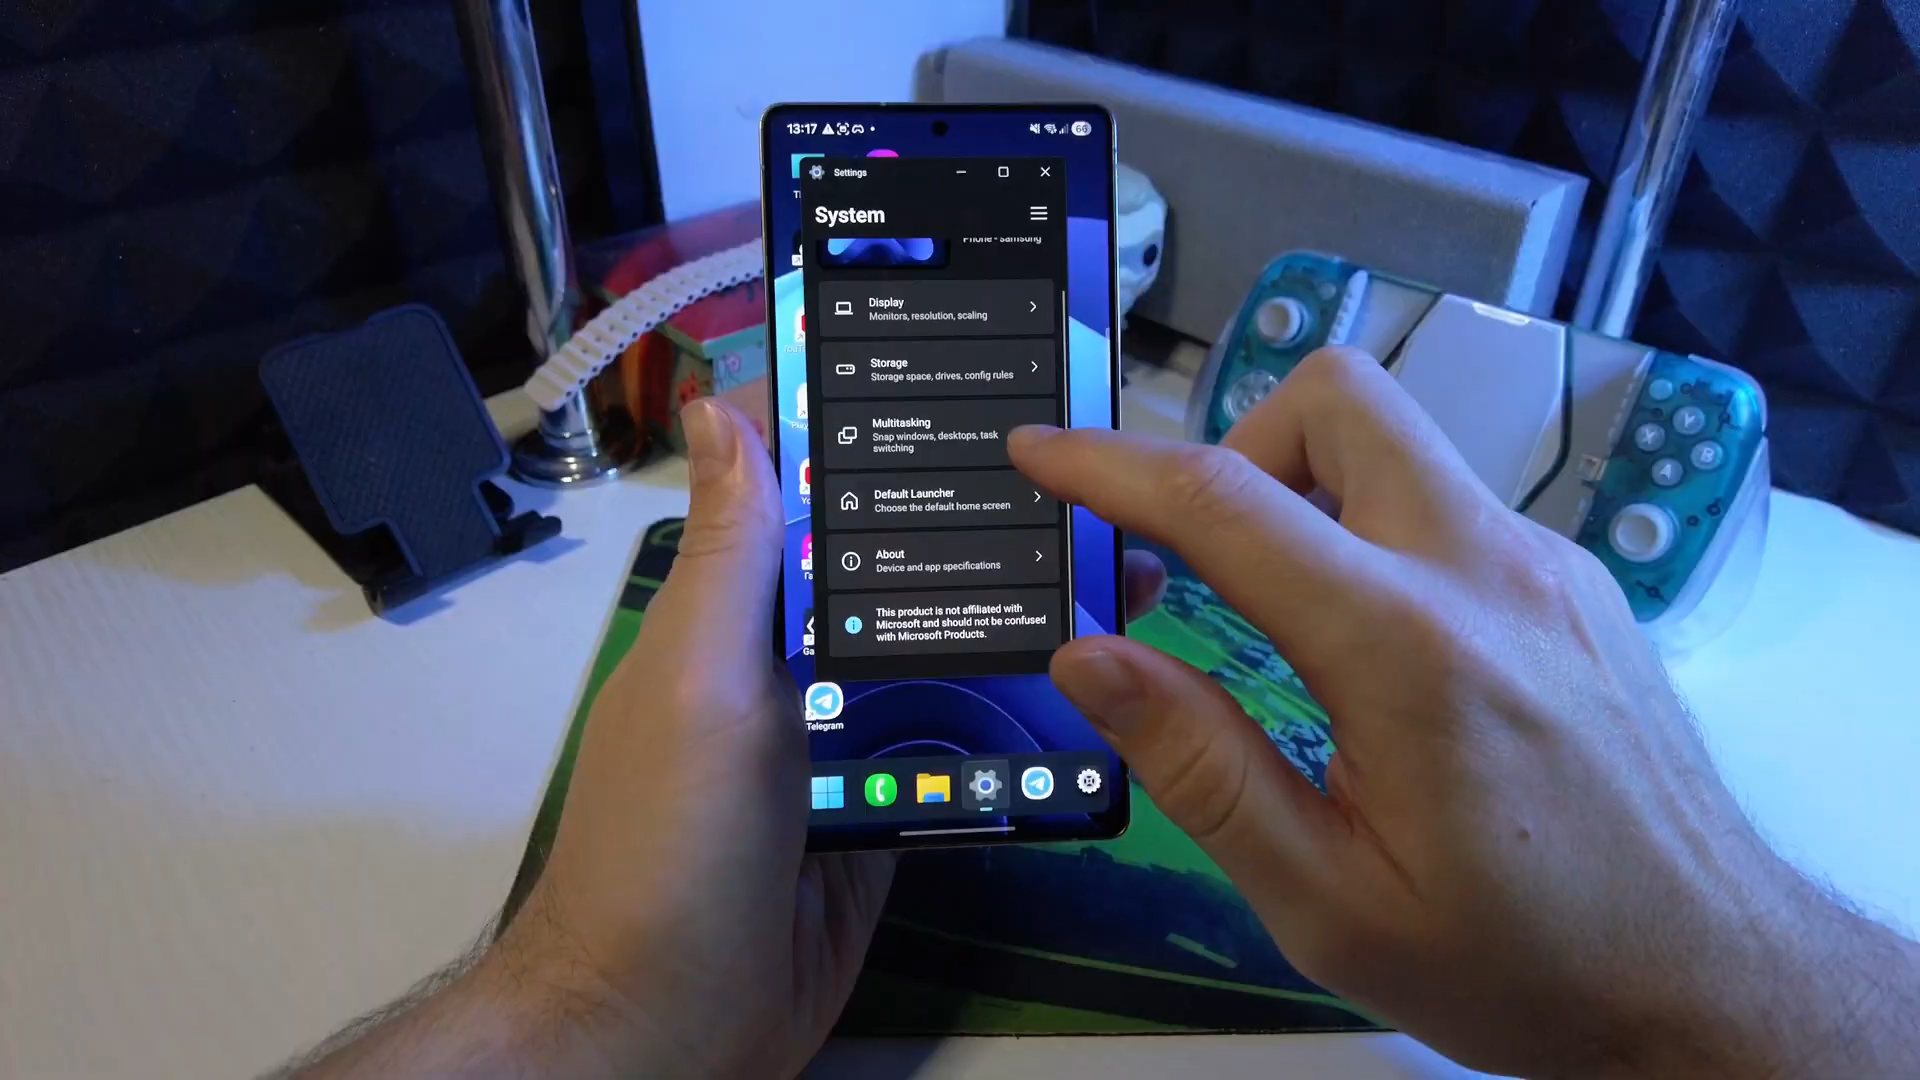 13:17
66
Settings
System
Phone - Samsung
Display
Monitors, resolution, scaling
Storage
Storage space, drives, config rules
Multitasking
Snap windows, desktops, task
switching
Default Launcher
Choose the default home screen
About
Device and app specifications
This product is not affiliated with
Microsoft and should not be confused
with Microsoft Products.
Telegram
Y
X
B
A